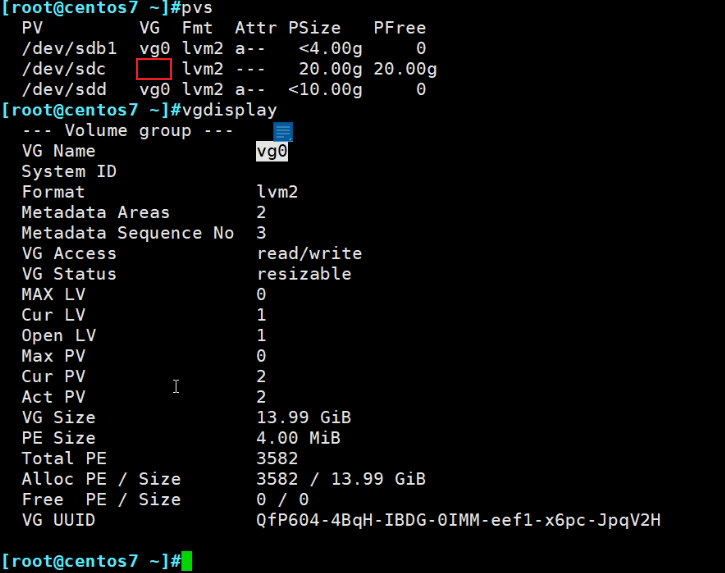 [root@centos7 ~]#pvs
  PV         VG  Fmt  Attr PSize   PFree
  /dev/sdb1  vg0 lvm2 a--   <4.00g     0
  /dev/sdc       lvm2 ---   20.00g 20.00g
  /dev/sdd   vg0 lvm2 a--  <10.00g     0
[root@centos7 ~]#vgdisplay
  --- Volume group ---
  VG Name               vg0
  System ID
  Format                lvm2
  Metadata Areas        2
  Metadata Sequence No  3
  VG Access             read/write
  VG Status             resizable
  MAX LV                0
  Cur LV                1
  Open LV               1
  Max PV                0
  Cur PV                2
  Act PV                2
  VG Size               13.99 GiB
  PE Size               4.00 MiB
  Total PE              3582
  Alloc PE / Size       3582 / 13.99 GiB
  Free  PE / Size       0 / 0
  VG UUID               QfP604-4BqH-IBDG-0IMM-eef1-x6pc-JpqV2H
[root@centos7 ~]#